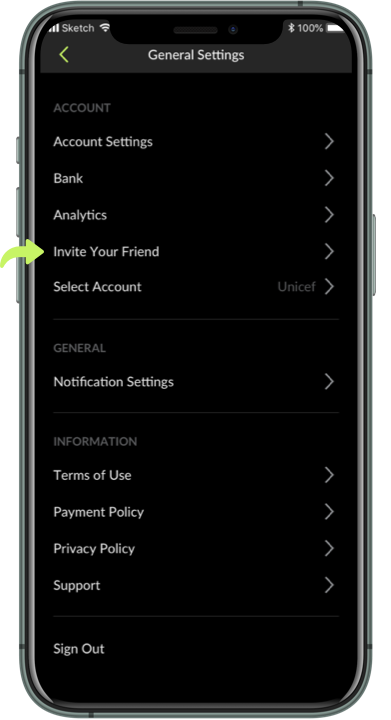 Sketch 100%
General Settings
ACCOUNT
Account Settings
Bank
Analytics
Invite Your Friend
Select Account Unicef
GENERAL
Notification Settings
INFORMATION
Terms of Use
Payment Policy
Privacy Policy
Support
Sign Out